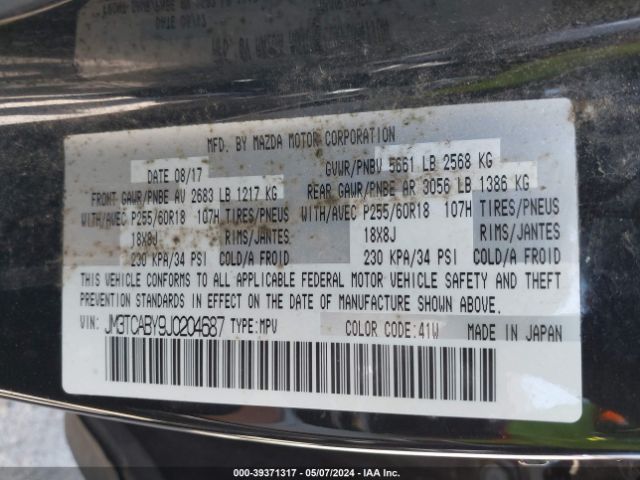 MFD. BY MAZDA MOTOR CORPORATION
DATE 08/17 GVWR/PNBV 5661 LB 2568 KG
FRONT GAWR/PNBE AV 2683 LB 1217 KG REAR GAWR/PNBE AR 3056 LB 1386 KG
WITH/AVEC P255/60R18 107H TIRES/PNEUS WITH/AVEC P255/60R18 107H TIRES/PNEUS
18X8J RIMS/JANTES 18X8J RIMS/JANTES
230 KPA/34 PSI COLD/A FROID 230 KPA/34 PSI COLD/A FROID
THIS VEHICLE CONFORMS TO ALL APPLICABLE FEDERAL MOTOR VEHICLE SAFETY AND THEFT
PREVENTION STANDARDS IN EFFECT ON THE DATE OF MANUFACTURE SHOWN ABOVE.
VIN: JM3TCABY9J0204687 TYPE:MPV COLOR CODE:41W MADE IN JAPAN
000-39371317 - 05/07/2024 - IAA Inc.